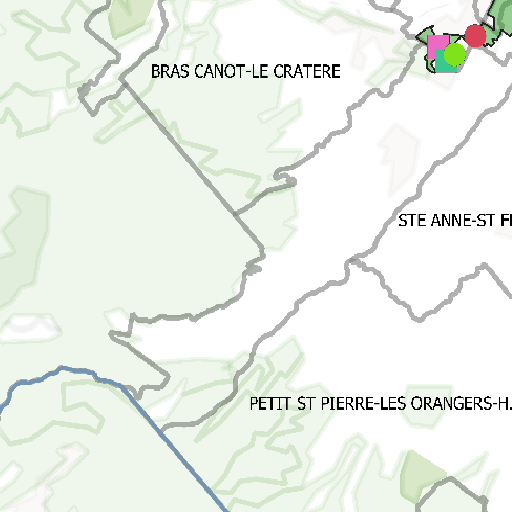 BRAS CANOT-LE CRATERE
STE ANNE-ST
PETIT ST PIERRE-LES ORANGERS-H.